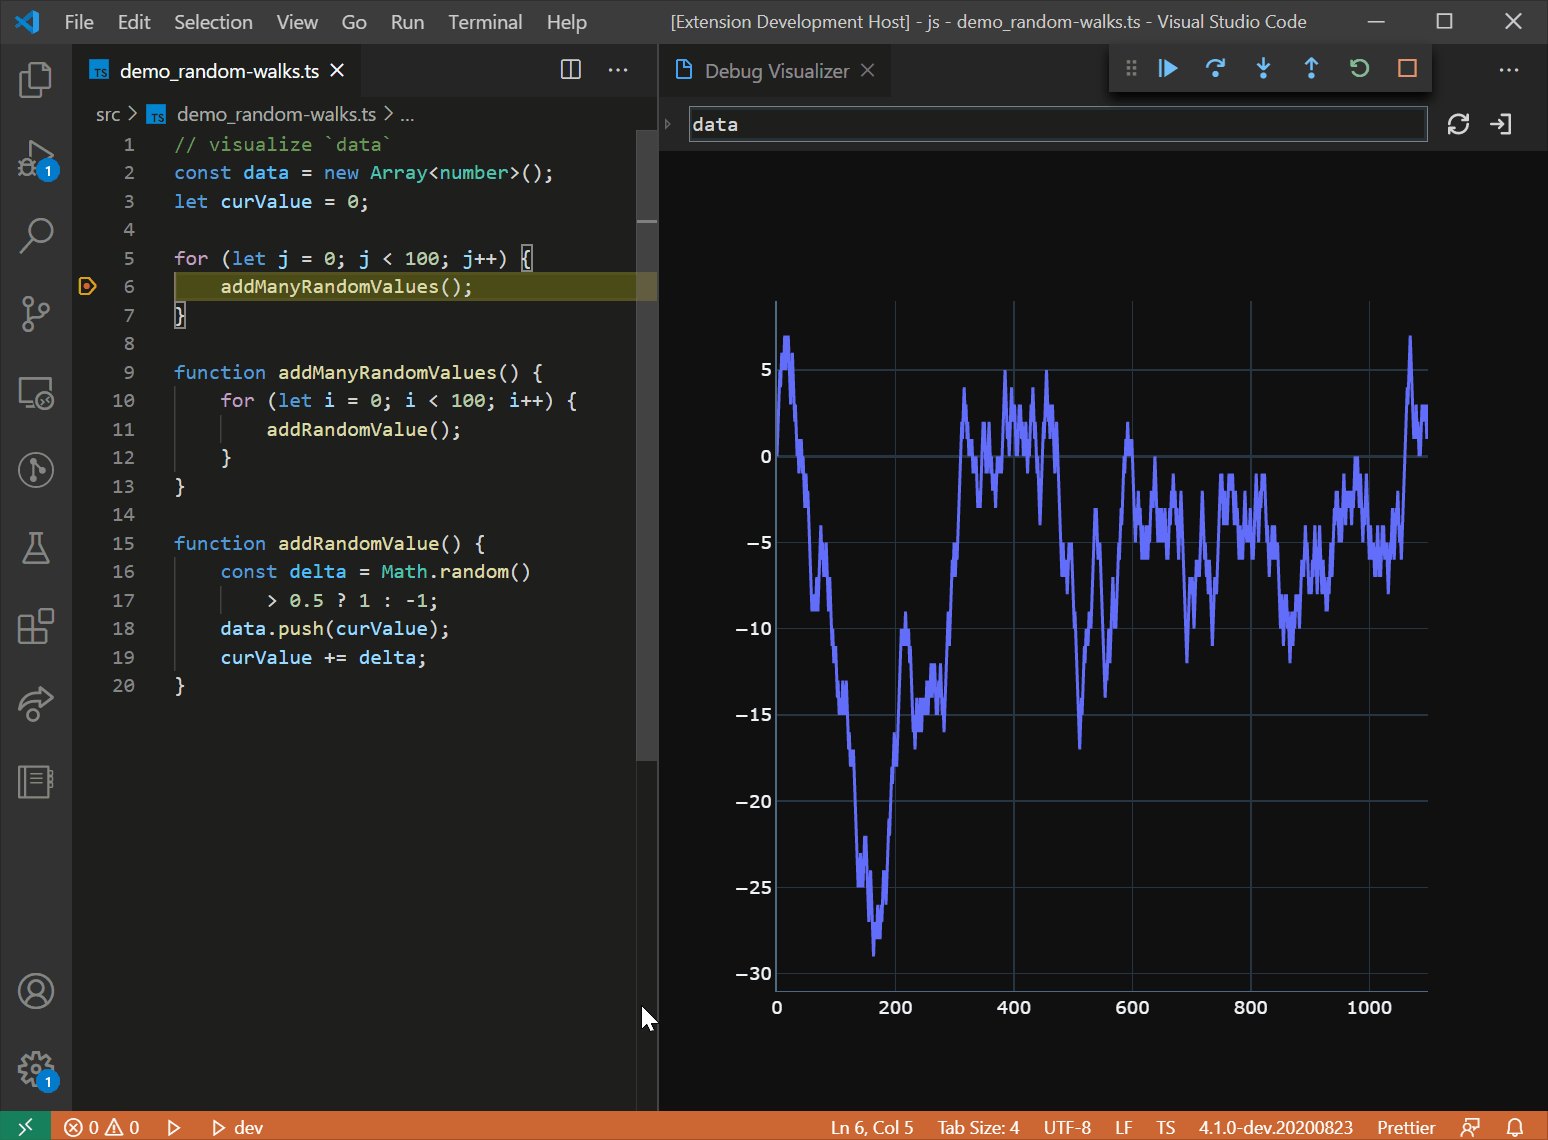 File Edit Selection View Go Run Terminal Help [Extension Development Host] - js - demo_random-walks.ts - Visual Studio Code
TS demo_random-walks.ts
src > TS demo_random-walks.ts > ...
1 // visualize `data`
2 const data = new Array<number>();
3 let curValue = 0;
4
5 for (let j = 0; j < 100; j++) {
6     addManyRandomValues();
7 }
8
9 function addManyRandomValues() {
10     for (let i = 0; i < 100; i++) {
11         addRandomValue();
12     }
13 }
14
15 function addRandomValue() {
16     const delta = Math.random()
17         > 0.5 ? 1 : -1;
18     data.push(curValue);
19     curValue += delta;
20 }
Debug Visualizer
data
5
0
−5
−10
−15
−20
−25
−30
0 200 400 600 800 1000
1
1
0 0 dev Ln 6, Col 5 Tab Size: 4 UTF-8 LF TS 4.1.0-dev.20200823 Prettier